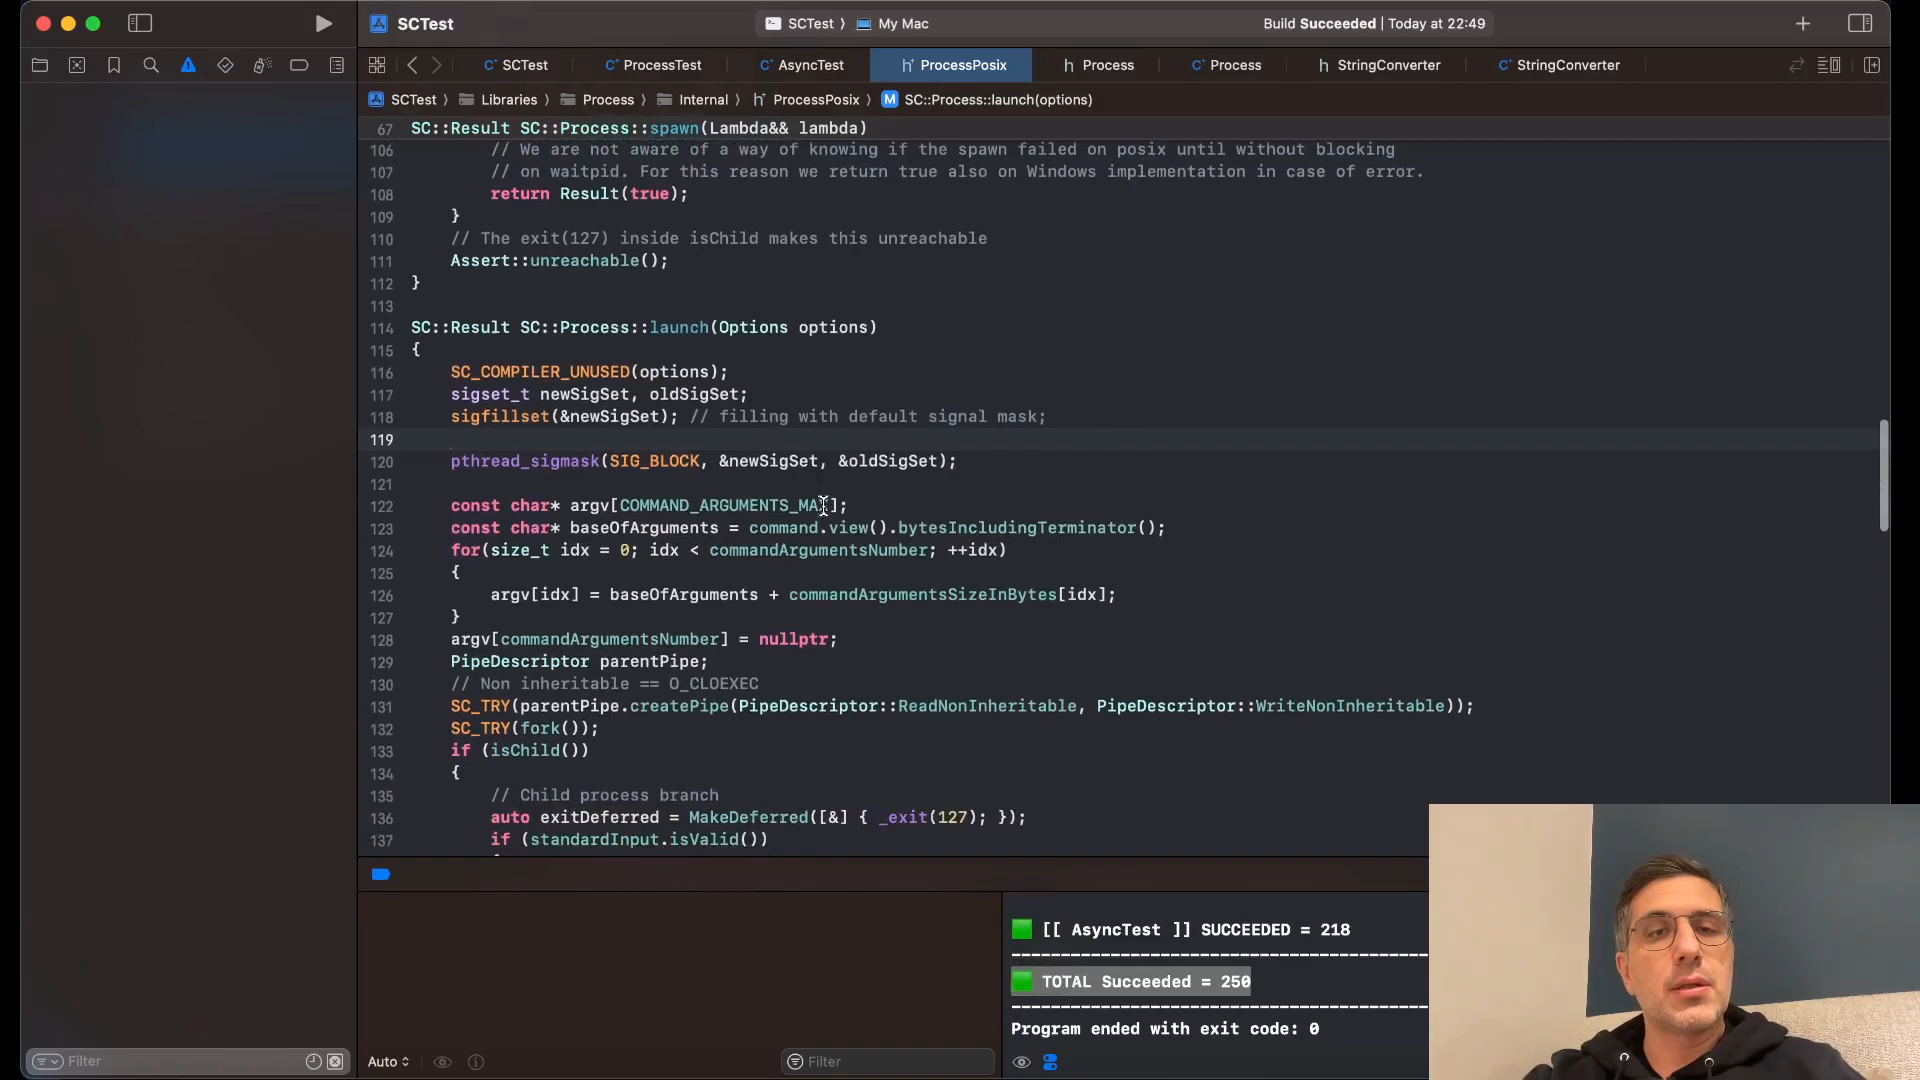 SCTest
SCTest
My Mac
Build Succeeded | Today at 22:49
SCTest
ProcessTest
AsyncTest
ProcessPosix
Process
Process
StringConverter
StringConverter
SCTest
Libraries
Process
Internal
ProcessPosix
M SC::Process::launch(options)
67 SC::Result SC::Process::spawn(Lambda&& lambda)
106 // We are not aware of a way of knowing if the spawn failed on posix until without blocking
107 // on waitpid. For this reason we return true also on Windows implementation in case of error.
108 return Result(true);
109 }
110 // The exit(127) inside isChild makes this unreachable
111 Assert::unreachable();
112 }
113
114 SC::Result SC::Process::launch(Options options)
115 {
116 SC_COMPILER_UNUSED(options);
117 sigset_t newSigSet, oldSigSet;
118 sigfillset(&newSigSet); // filling with default signal mask;
119
120 pthread_sigmask(SIG_BLOCK, &newSigSet, &oldSigSet);
121
122 const char* argv[COMMAND_ARGUMENTS_MAX];
123 const char* baseOfArguments = command.view().bytesIncludingTerminator();
124 for(size_t idx = 0; idx < commandArgumentsNumber; ++idx)
125 {
126 argv[idx] = baseOfArguments + commandArgumentsSizeInBytes[idx];
127 }
128 argv[commandArgumentsNumber] = nullptr;
129 PipeDescriptor parentPipe;
130 // Non inheritable == O_CLOEXEC
131 SC_TRY(parentPipe.createPipe(PipeDescriptor::ReadNonInheritable, PipeDescriptor::WriteNonInheritable));
132 SC_TRY(fork());
133 if (isChild())
134 {
135 // Child process branch
136 auto exitDeferred = MakeDeferred([&] { _exit(127); });
137 if (standardInput.isValid())
[[ AsyncTest ]] SUCCEEDED = 218
TOTAL Succeeded = 250
Program ended with exit code: 0
Filter
Auto
Filter